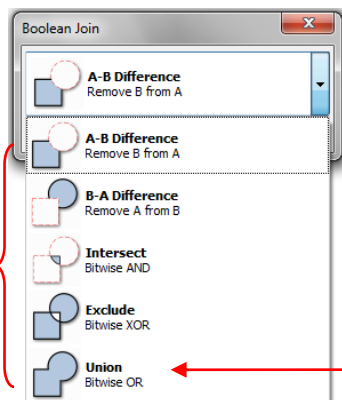 Boolean Join
A-B Difference
Remove B from A
A-B Difference
Remove B from A
B-A Difference
Remove A from B
Intersect
Bitwise AND
Exclude
Bitwise XOR
Union
Bitwise OR